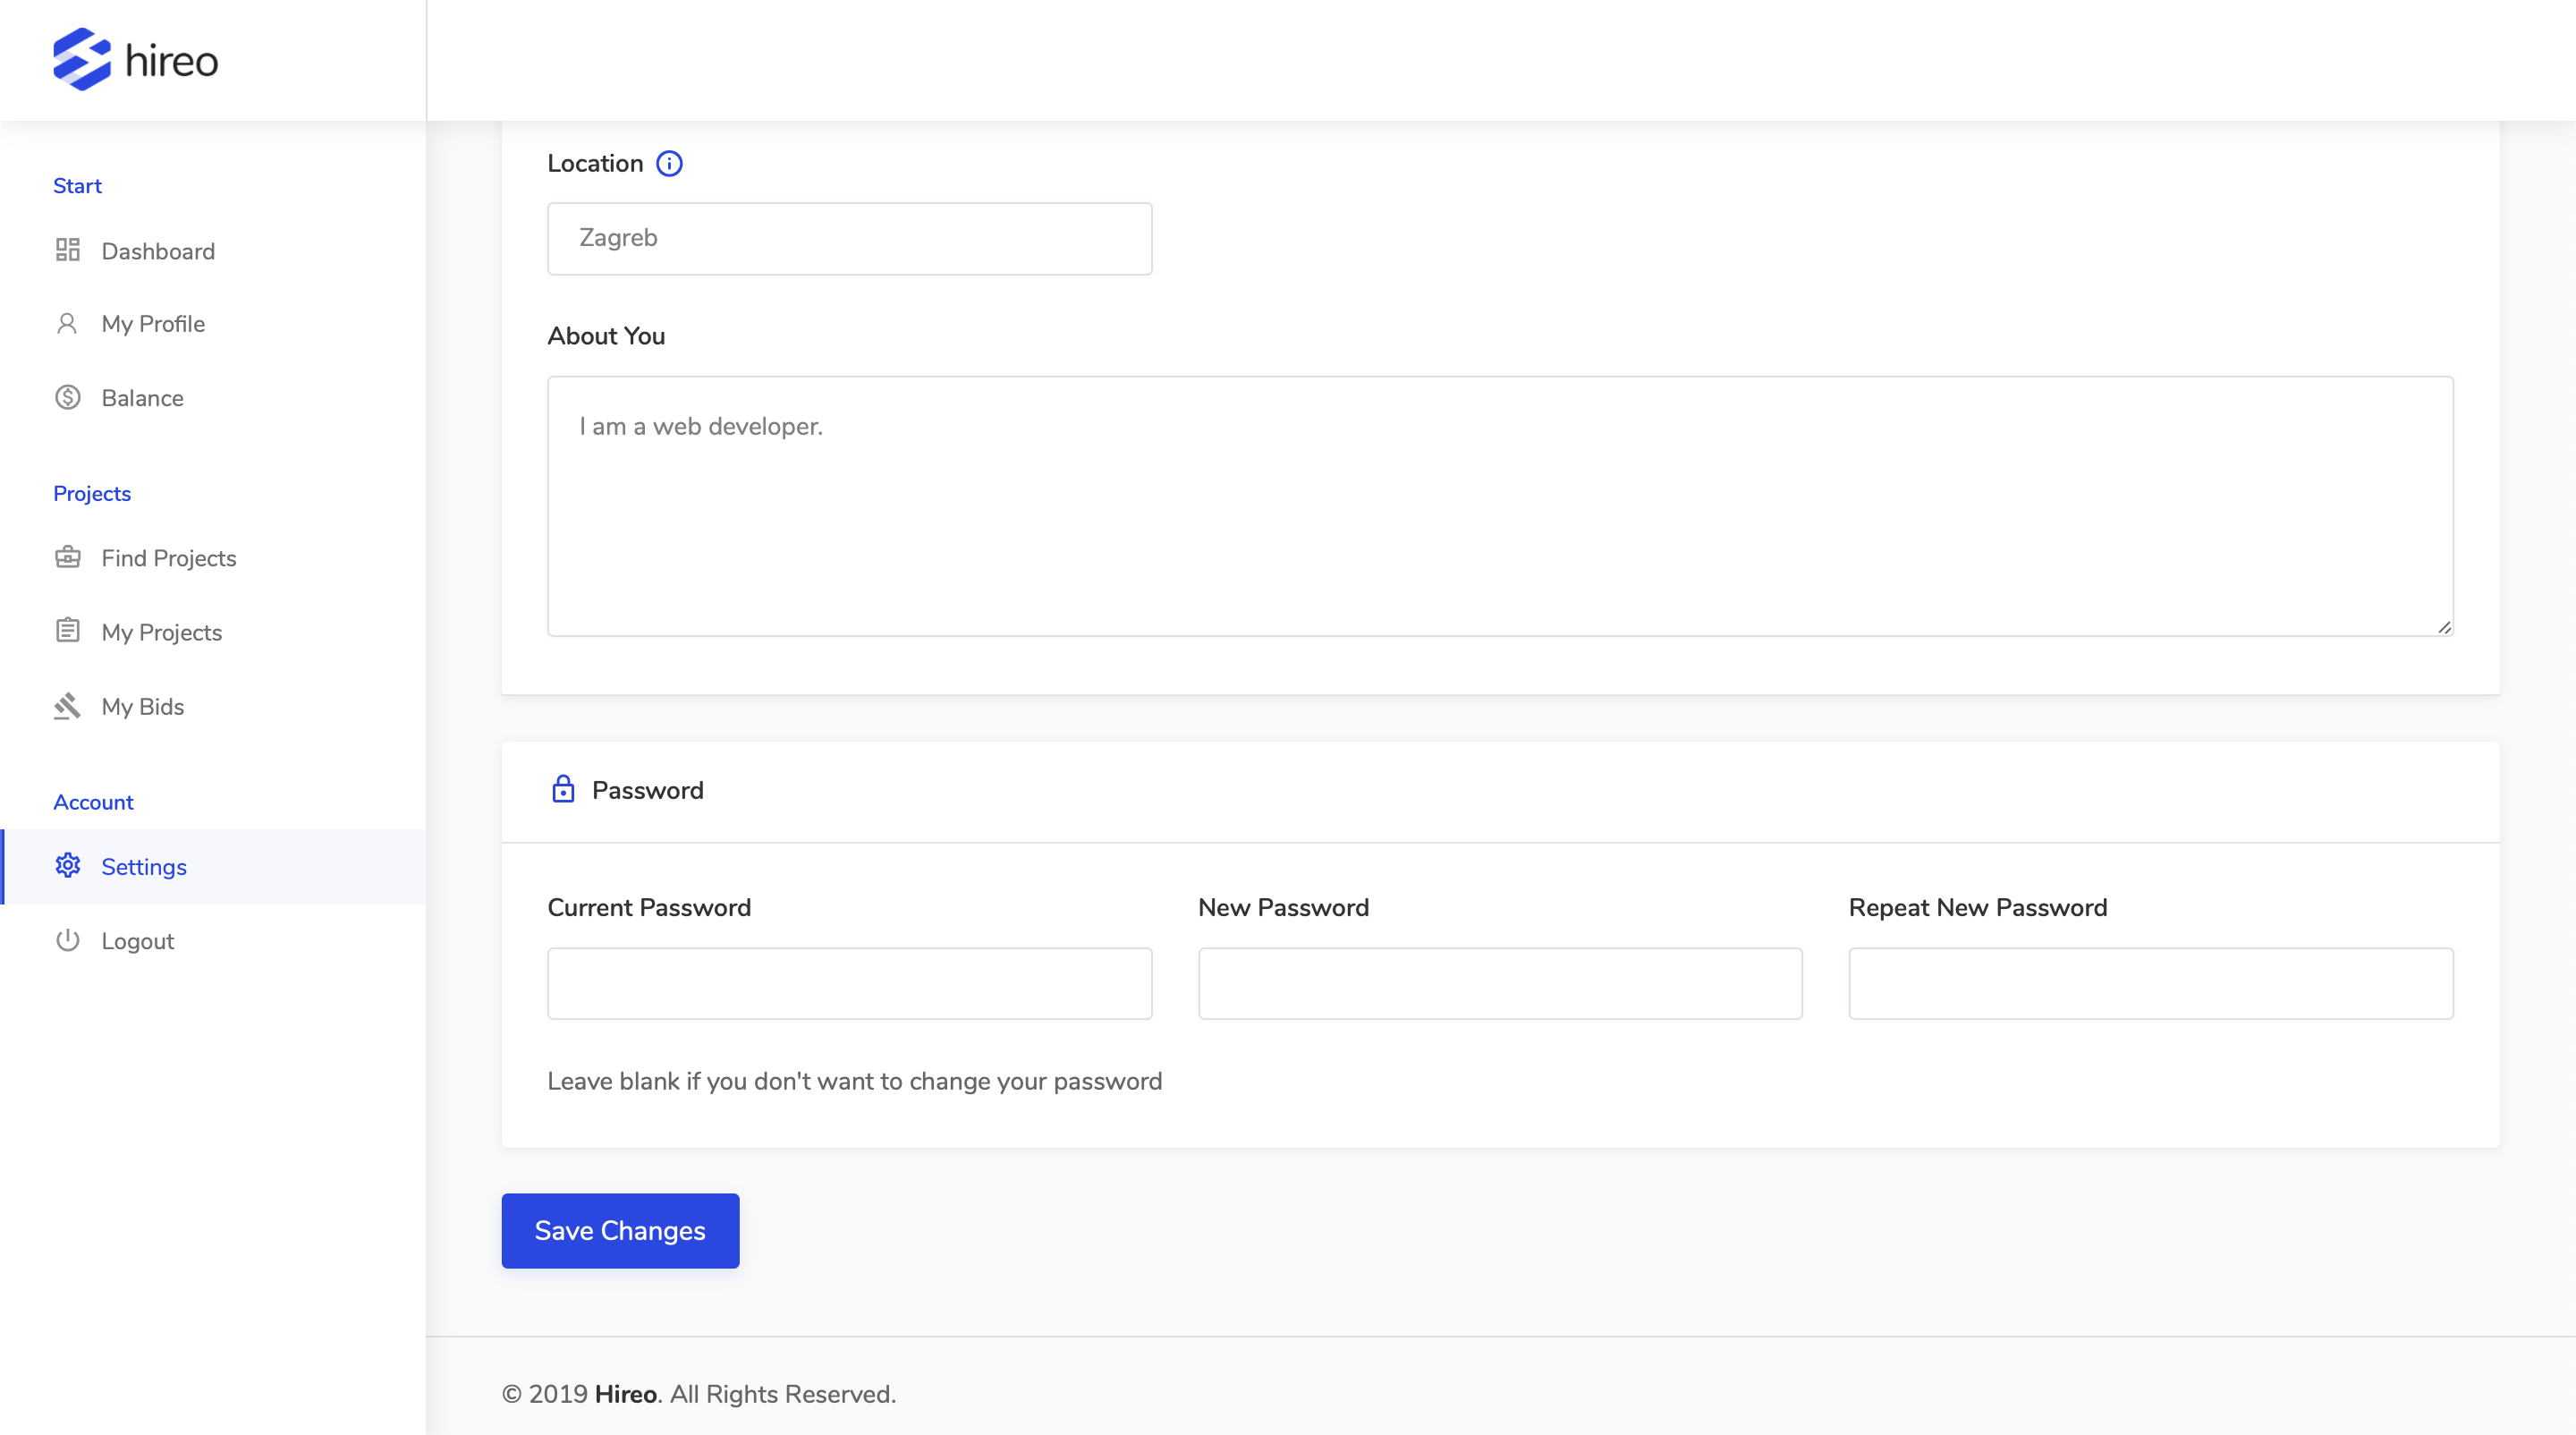 hireo
Start
Dashboard
My Profile
Balance
Projects
Find Projects
My Projects
My Bids
Account
Settings
Logout
Location
Zagreb
About You
I am a web developer.
Password
Current Password
New Password
Repeat New Password
Leave blank if you don't want to change your password
Save Changes
© 2019 Hireo. All Rights Reserved.